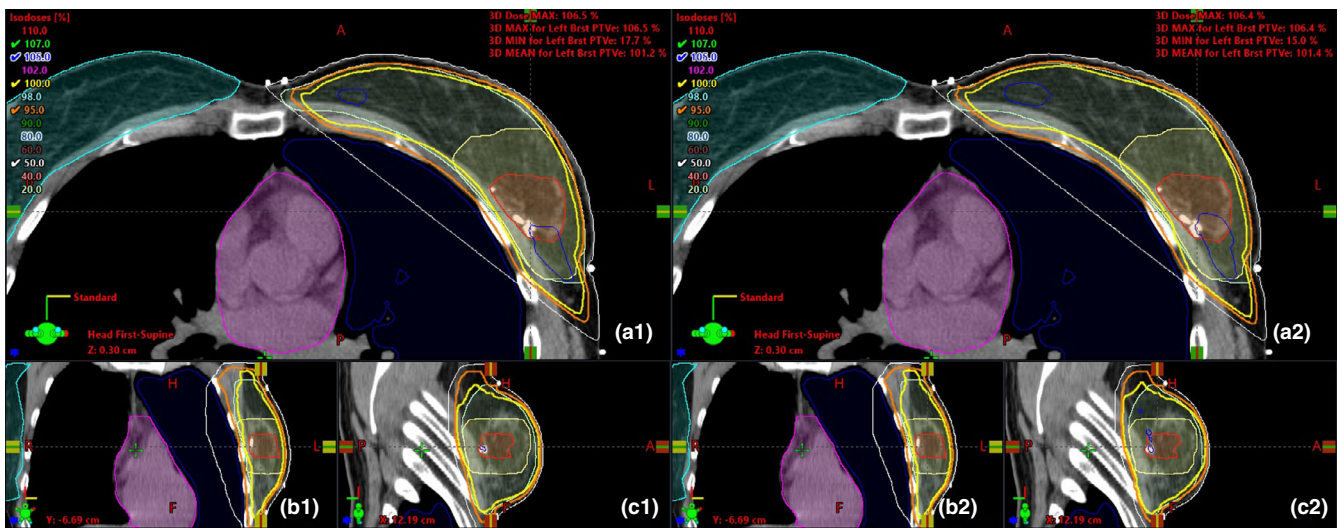 Isodoses [%]
110.0
✔ 107.0
✔ 105.0
102.0
✔ 100.0
98.0
✔ 95.0
90.0
80.0
60.0
✔ 50.0
40.0
20.0
A
3D Dose MAX: 106.5 %
3D MAX for Left Brst PTVe: 106.5 %
3D MIN for Left Brst PTVe: 17.7 %
3D MEAN for Left Brst PTVe: 101.2 %
L
Standard
Head First-Supine
Z: 0.30 cm
P
(a1)
Isodoses [%]
110.0
✔ 107.0
✔ 105.0
102.0
✔ 100.0
98.0
✔ 95.0
90.0
80.0
60.0
✔ 50.0
40.0
20.0
A
3D Dose MAX: 106.4 %
3D MAX for Left Brst PTVe: 106.4 %
3D MIN for Left Brst PTVe: 15.0 %
3D MEAN for Left Brst PTVe: 101.4 %
L
Standard
Head First-Supine
Z: 0.30 cm
P
(a2)
H
R
L
F
Y: -6.69 cm
(b1)
H
P
A
X: 12.19 cm
(c1)
H
R
L
F
Y: -6.69 cm
(b2)
H
P
A
X: 12.19 cm
(c2)